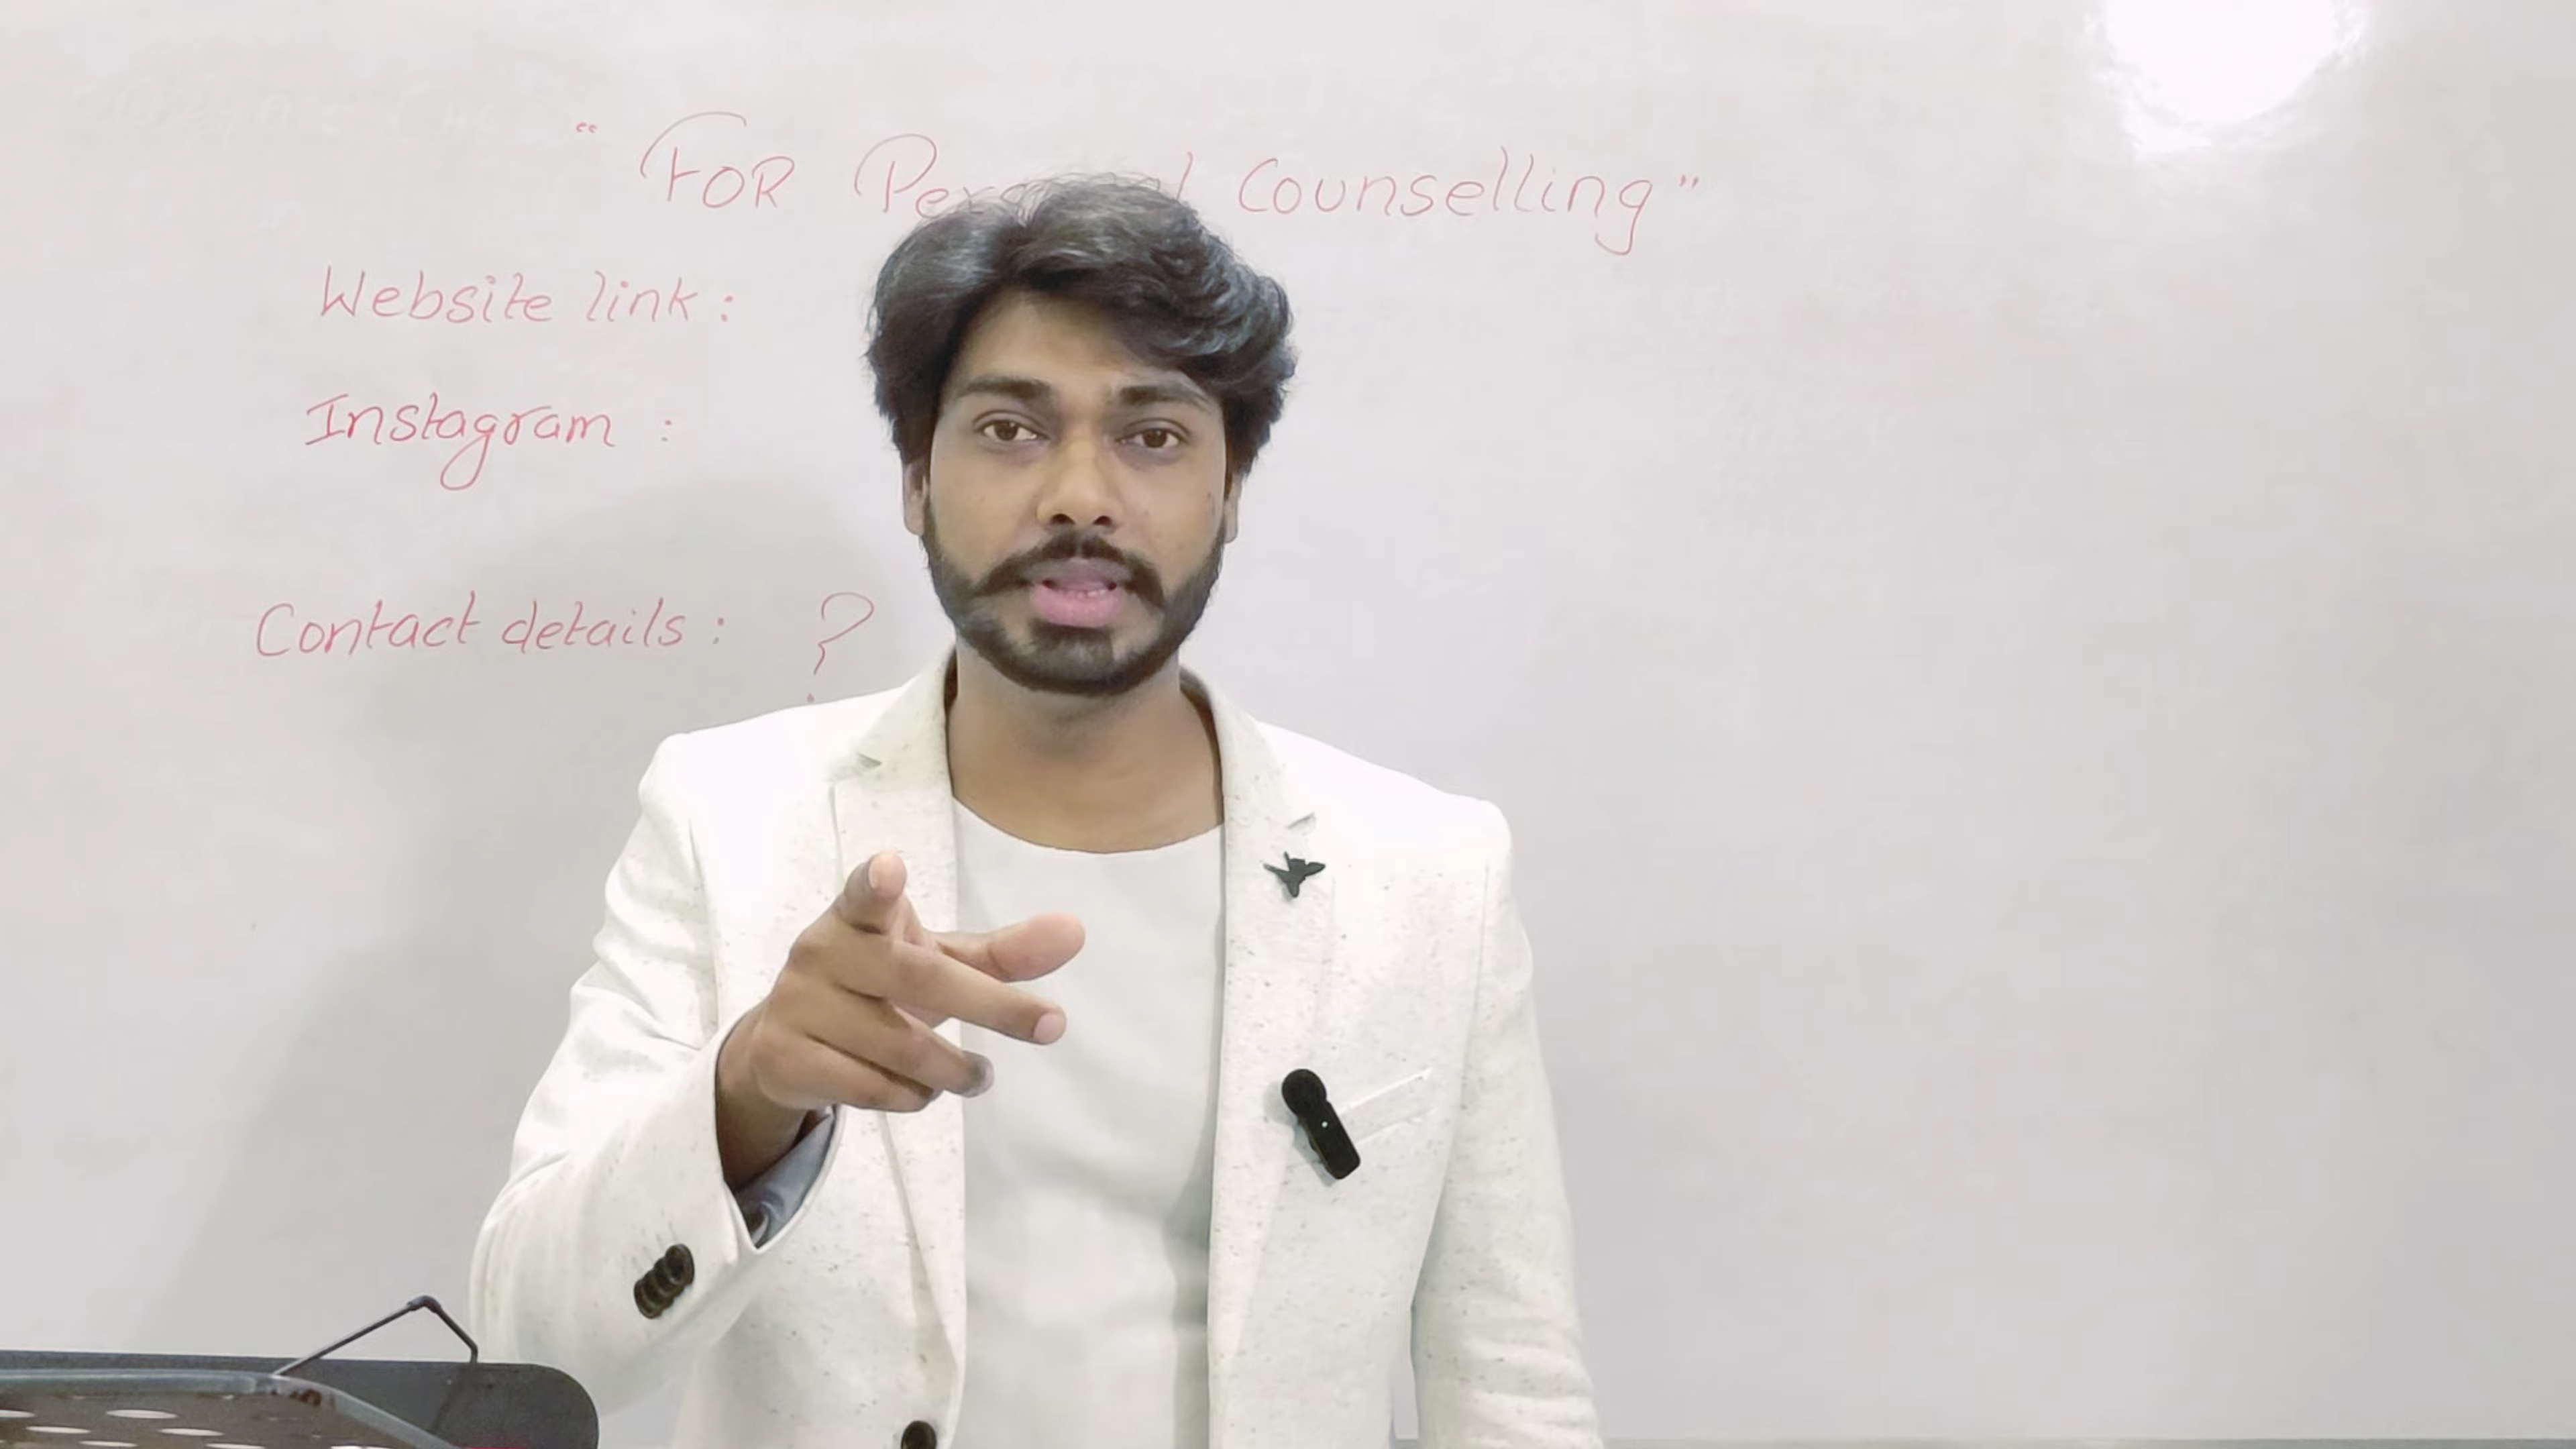 “ FOR Counselling ”
Website link :
Instagram :
Contact details : ?